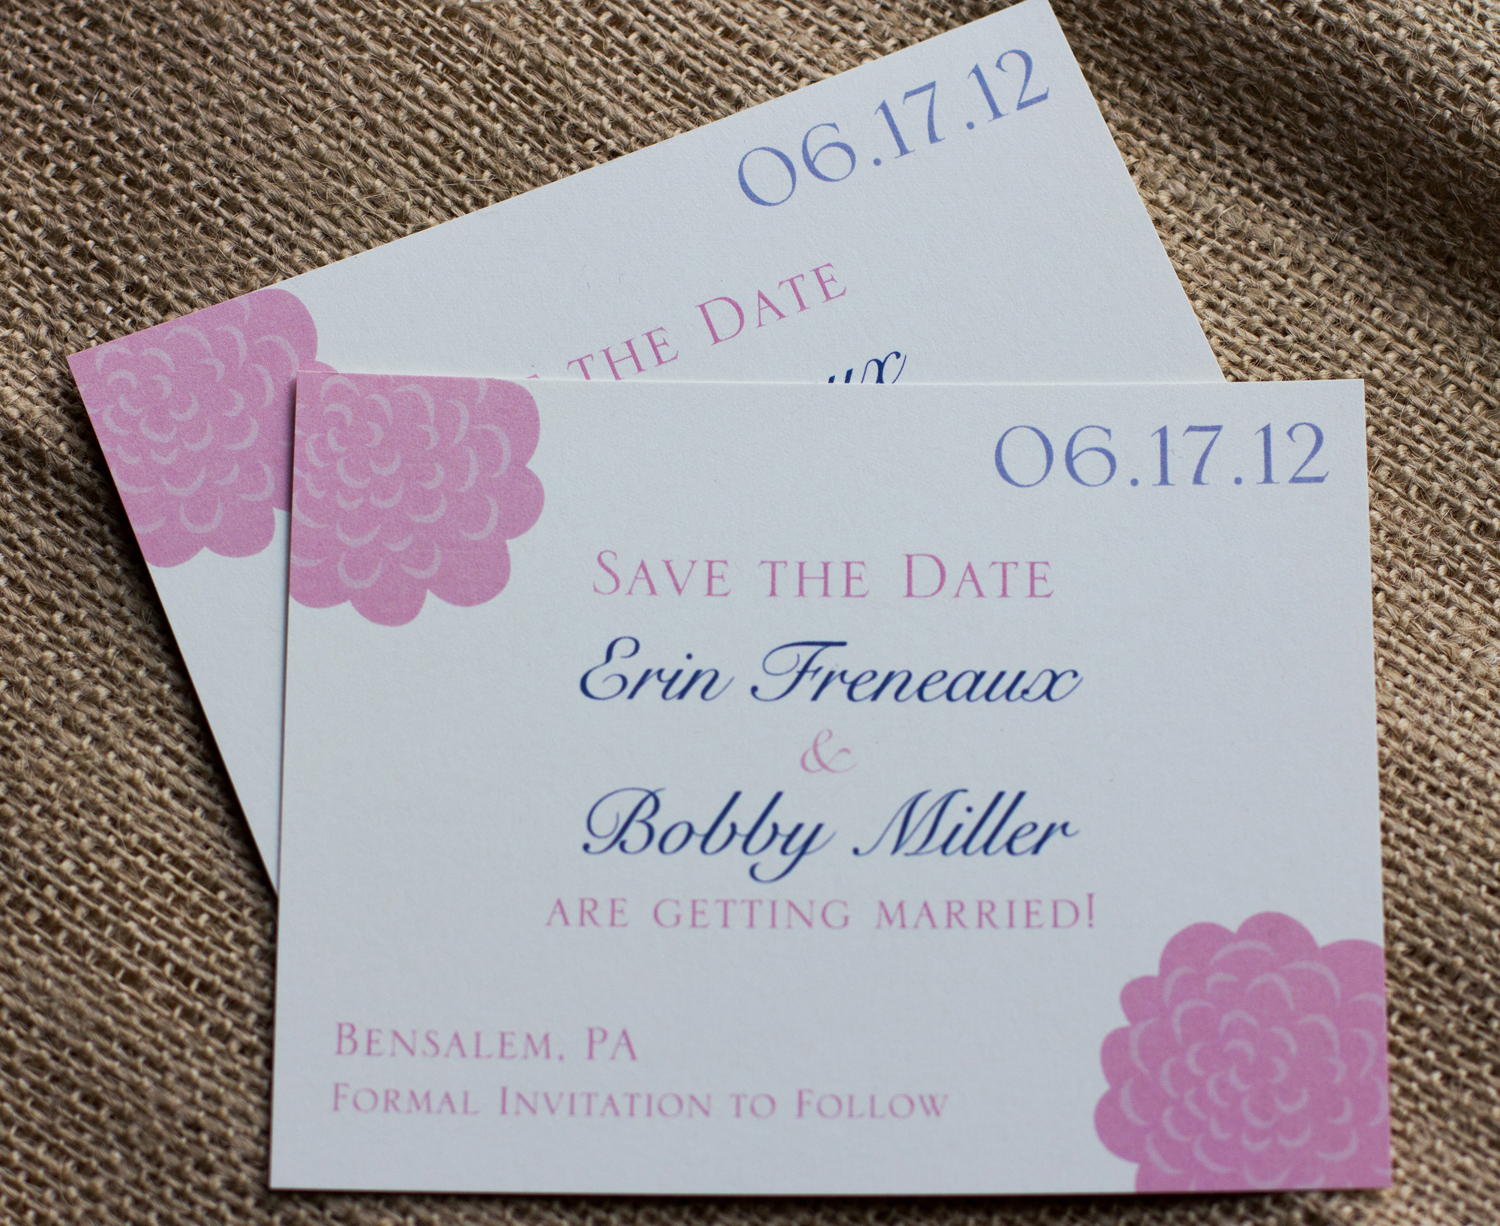 06.17.12
THE DATE
ux
06.17.12
SAVE THE DATE
Erin Freneaux
&
Bobby Miller
ARE GETTING MARRIED!
BENSALEM, PA
FORMAL INVITATION TO FOLLOW